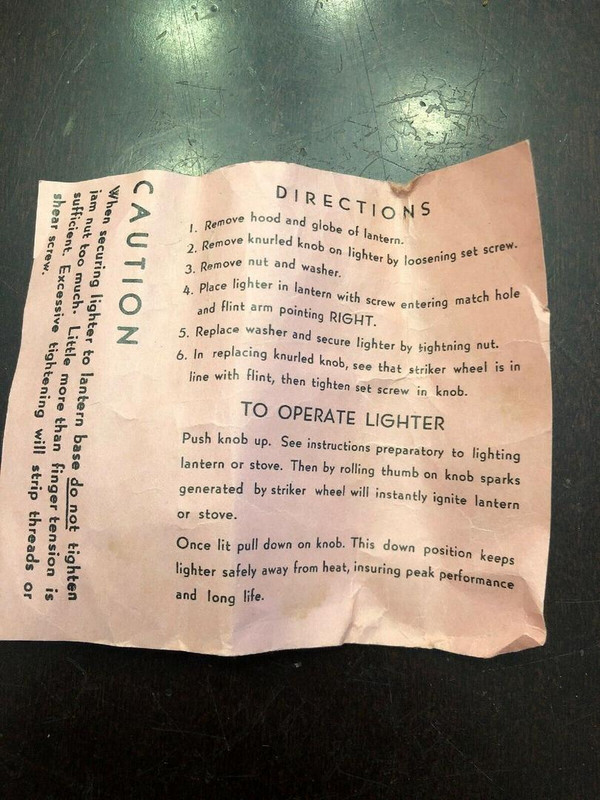 DIRECTIONS
1. Remove hood and globe of lantern.
2. Remove knurled knob on lighter by loosening set screw.
3. Remove nut and washer.
4. Place lighter in lantern with screw entering match hole
and flint arm pointing RIGHT.
5. Replace washer and secure lighter by tightning nut.
6. In replacing knurled knob, see that striker wheel is in
line with flint, then tighten set screw in knob.
TO OPERATE LIGHTER
Push knob up. See instructions preparatory to lighting
lantern or stove. Then by rolling thumb on knob sparks
generated by striker wheel will instantly ignite lantern
or stove.
Once lit pull down on knob. This down position keeps
lighter safely away from heat, insuring peak performance
and long life.
CAUTION
When securing lighter to lantern base do not tighten
jam nut too much. Little more than finger tension is
sufficient. Excessive tightening will strip threads or
shear screw.